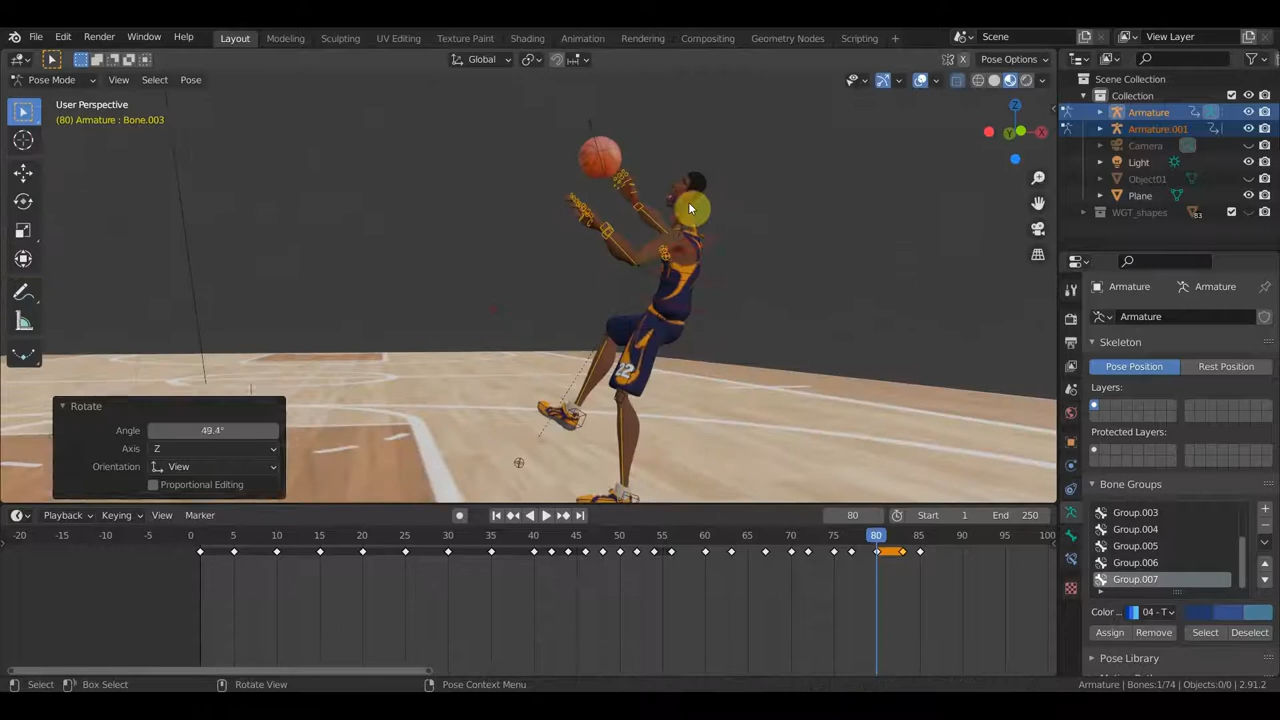 File Edit Render Window Help Layout Modeling Sculpting UV Editing Texture Paint Shading Animation Rendering Compositing Geometry Nodes Scripting + Scene View Layer
Global X Pose Options
Pose Mode View Select Pose
User Perspective
(80) Armature : Bone.003
Z
X
Y
22
Rotate
Angle 49.4°
Axis Z
Orientation View
Proportional Editing
Scene Collection
Collection
Armature
Armature.001
Camera
Light
Object01
Plane
WGT_shapes 83
Armature Armature
Armature
Skeleton
Pose Position Rest Position
Layers:
Protected Layers:
Bone Groups
Group.003
Group.004
Group.005
Group.006
Group.007
Color... 04 - T
Assign Remove Select Deselect
Pose Library
Playback Keying View Marker 80 Start 1 End 250
-20 -15 -10 -5 0 5 10 15 20 25 30 35 40 45 50 55 60 65 70 75 80 85 90 95 100
Select Box Select Rotate View Pose Context Menu Armature | Bones:1/74 | Objects:0/0 | 2.91.2